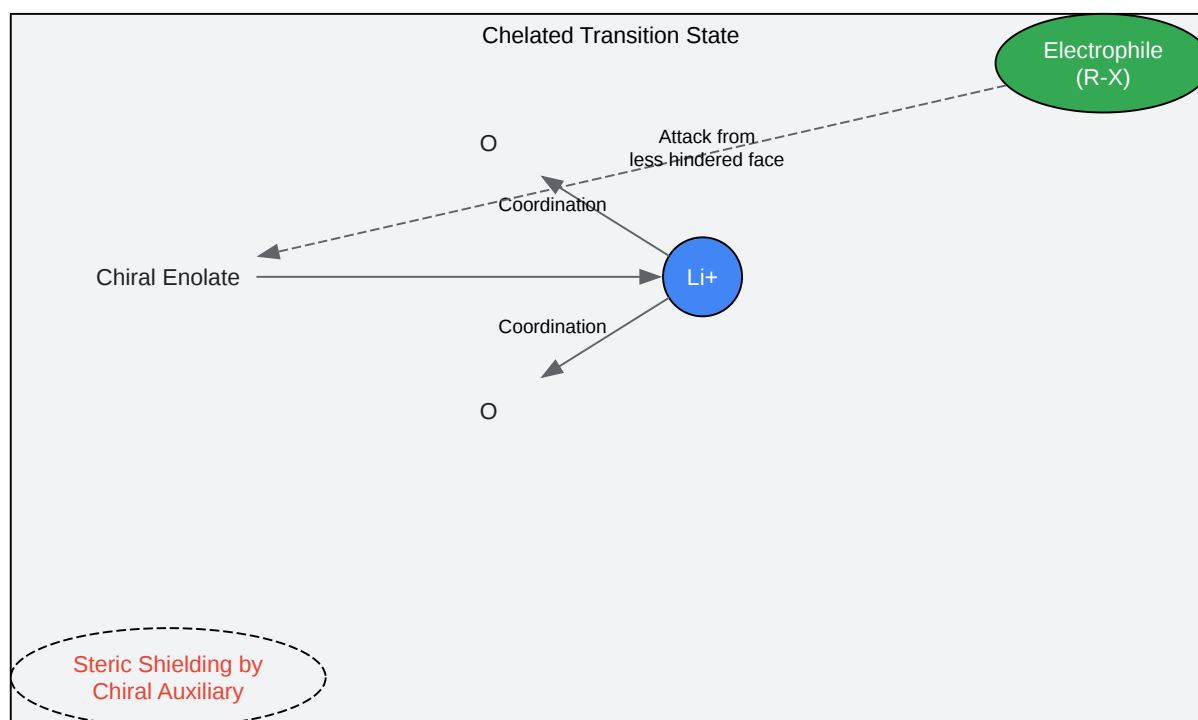 Chelated Transition State
Electrophile
(R-X)
O
Attack from
less hindered face
Coordination
Chiral Enolate
Li+
Coordination
O
Steric Shielding by
Chiral Auxiliary